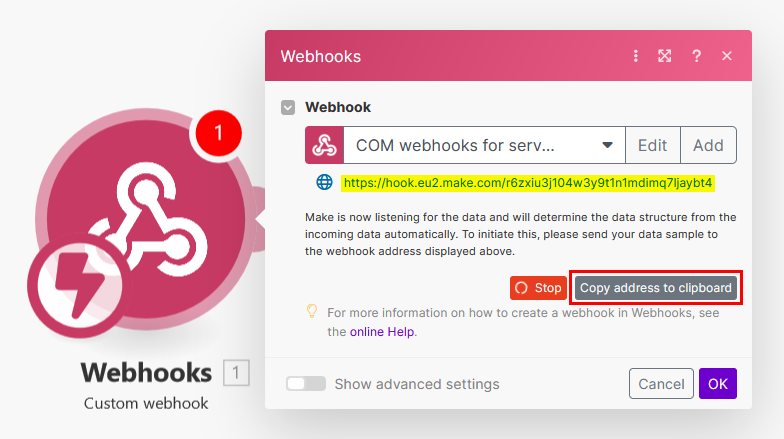 Webhooks
Webhook
COM webhooks for serv...
Edit
Add
https://hook.eu2.make.com/r6zxiu3j104w3y9t1n1mdimq7ljaybt4
Make is now listening for the data and will determine the data structure from the
incoming data automatically. To initiate this, please send your data sample to
the webhook address displayed above.
Stop
Copy address to clipboard
For more information on how to create a webhook in Webhooks, see
the online Help.
Show advanced settings
Cancel
OK
1
Webhooks 1
Custom webhook